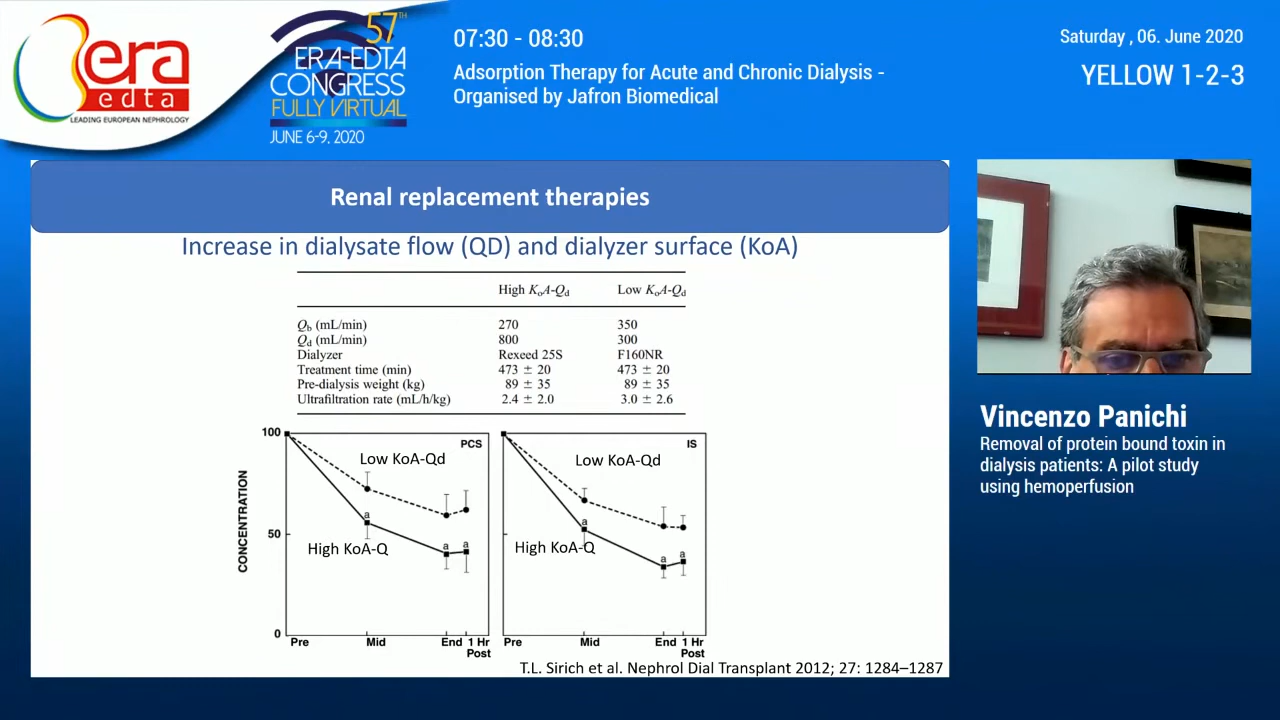 era
edta
LEADING EUROPEAN NEPHROLOGY
57TH
ERA-EDTA
CONGRESS
FULLY VIRTUAL
JUNE 6-9, 2020
07:30 - 08:30
Adsorption Therapy for Acute and Chronic Dialysis -
Organised by Jafron Biomedical
Saturday , 06. June 2020
YELLOW 1-2-3
Renal replacement therapies
Increase in dialysate flow (QD) and dialyzer surface (KoA)
High KoA-Qd Low KoA-Qd
Qb (mL/min) 270 350
Qd (mL/min) 800 300
Dialyzer Rexeed 25S F160NR
Treatment time (min) 473 ± 20 473 ± 20
Pre-dialysis weight (kg) 89 ± 35 89 ± 35
Ultrafiltration rate (mL/h/kg) 2.4 ± 2.0 3.0 ± 2.6
CONCENTRATION
100
50
0
PCS
Low KoA-Qd
a
High KoA-Q
a a
Pre Mid End 1 Hr
Post
IS
Low KoA-Qd
a
High KoA-Q
a a
Pre Mid End 1 Hr
Post
T.L. Sirich et al. Nephrol Dial Transplant 2012; 27: 1284–1287
Vincenzo Panichi
Removal of protein bound toxin in
dialysis patients: A pilot study
using hemoperfusion